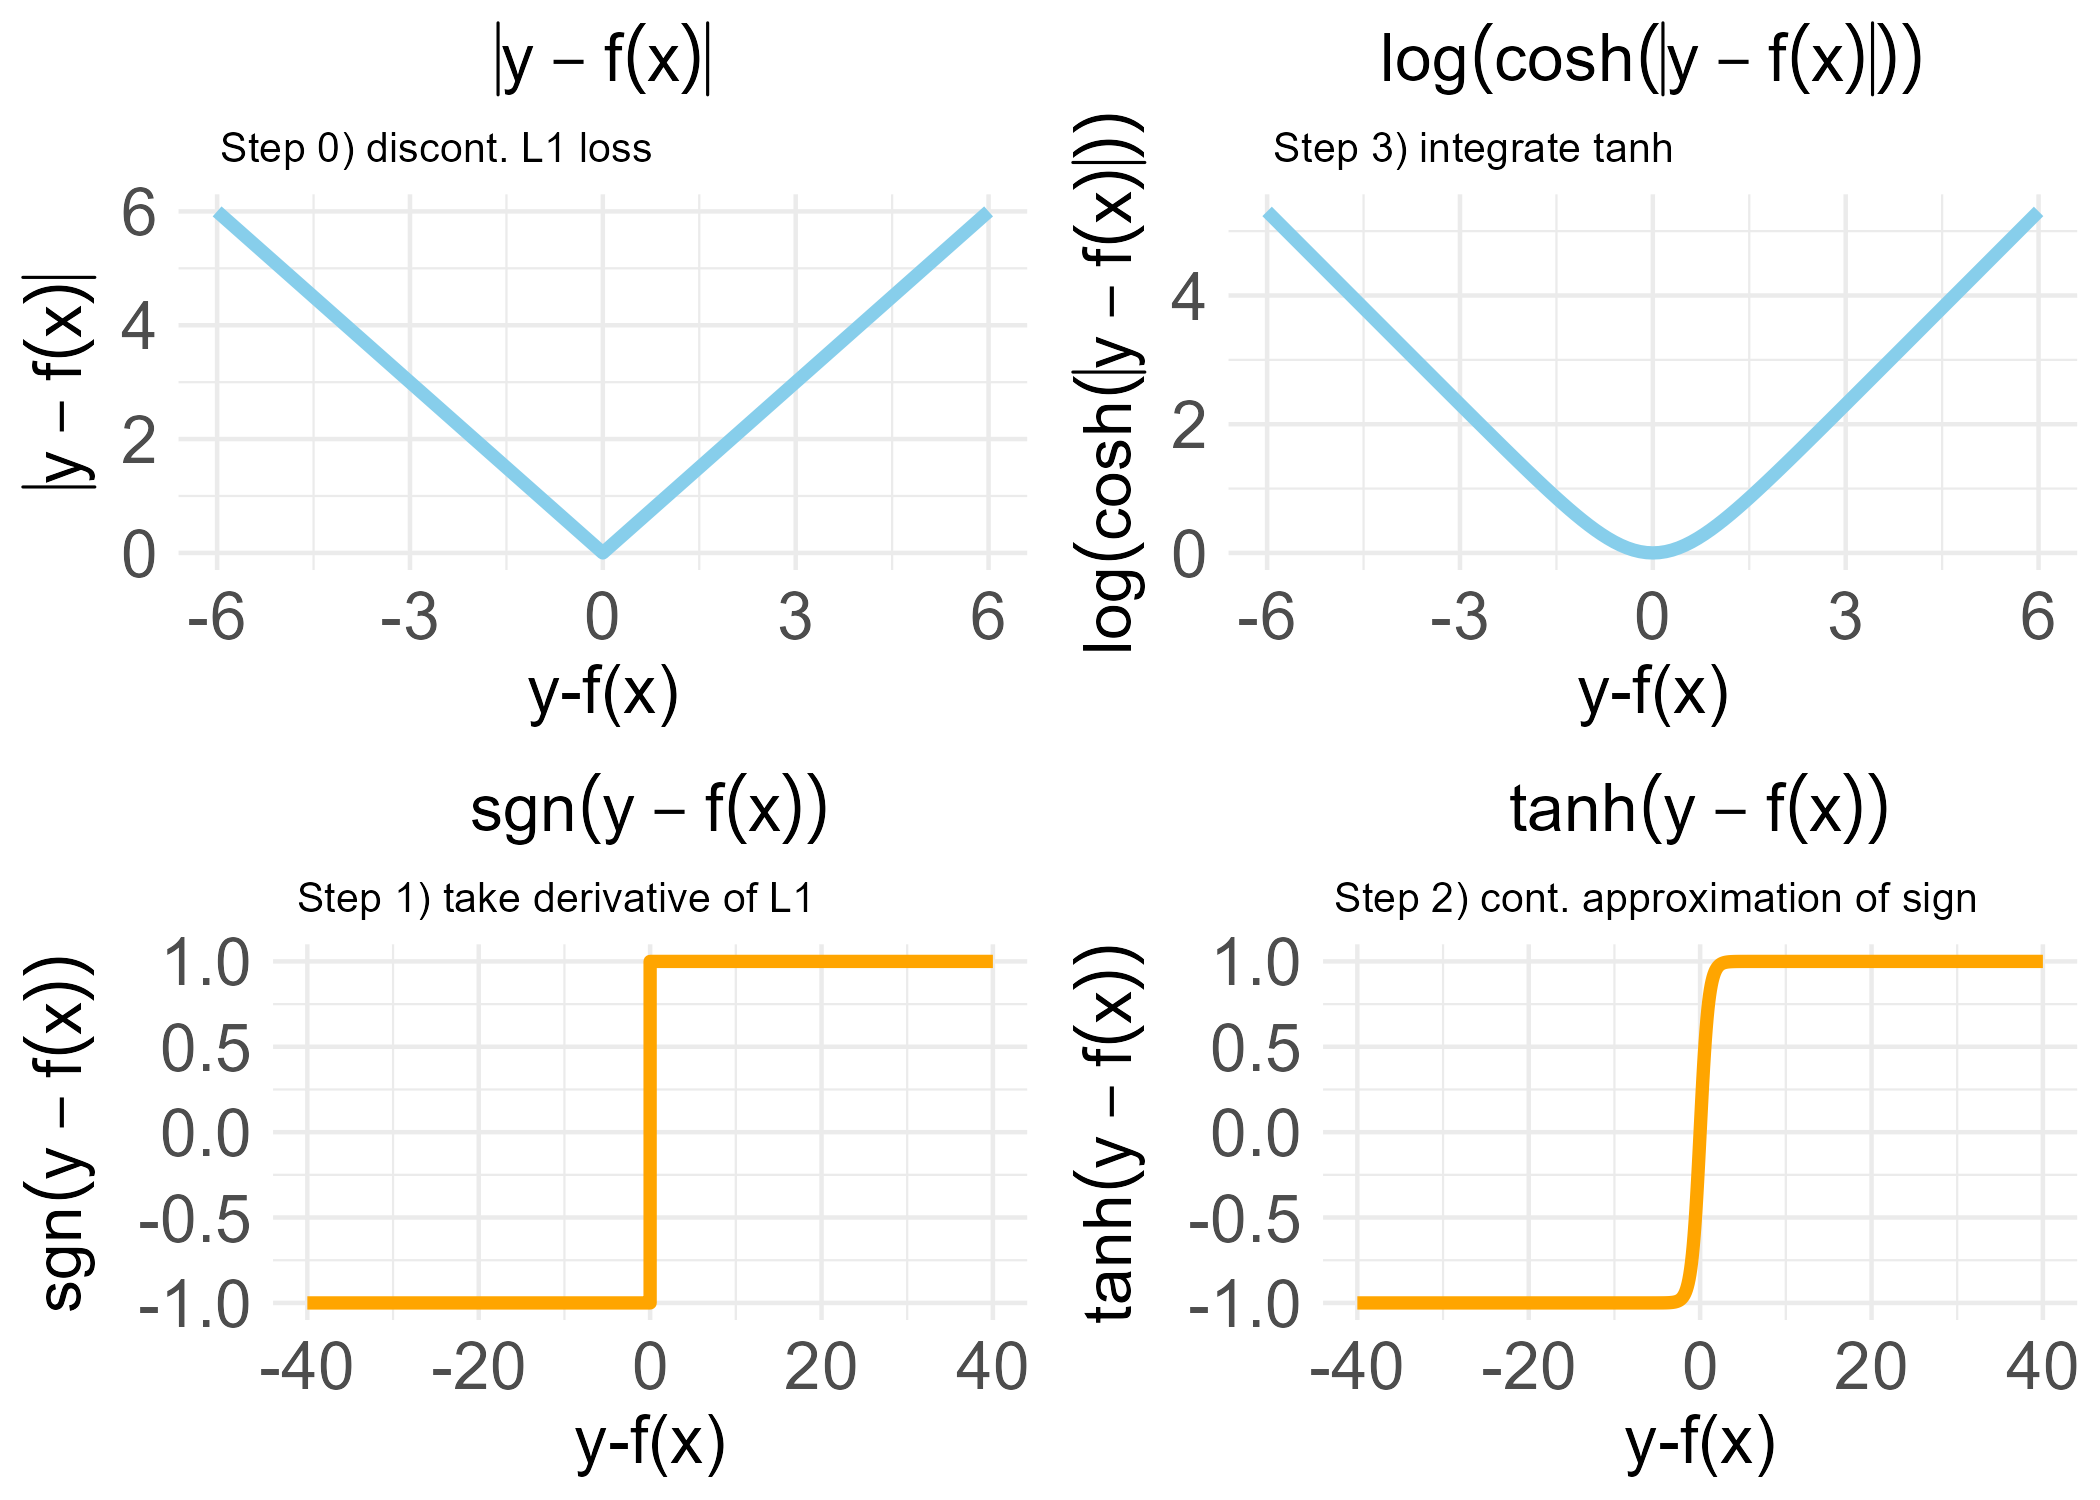 |y – f(x)|
Step 0) discont. L1 loss
|y – f(x)|
6
4
2
0
-6 -3 0 3 6
y-f(x)
log(cosh(|y – f(x)|))
Step 3) integrate tanh
log(cosh(|y – f(x)|))
4
2
0
-6 -3 0 3 6
y-f(x)
sgn(y – f(x))
Step 1) take derivative of L1
sgn(y – f(x))
1.0
0.5
0.0
-0.5
-1.0
-40 -20 0 20 40
y-f(x)
tanh(y – f(x))
Step 2) cont. approximation of sign
tanh(y – f(x))
1.0
0.5
0.0
-0.5
-1.0
-40 -20 0 20 40
y-f(x)